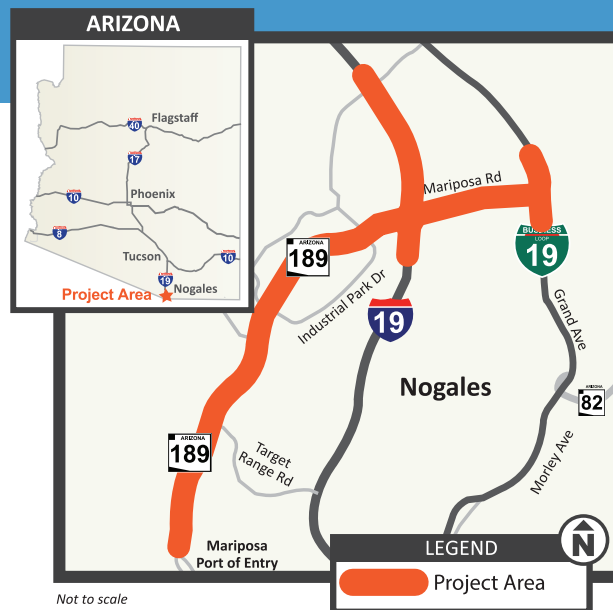 ARIZONA
40
Flagstaff
17
10
Phoenix
8
Tucson
10
19
Project Area
Nogales
Mariposa Rd
ARIZONA
189
BUSINESS
LOOP
19
Industrial Park Dr
19
Grand Ave
Nogales
ARIZONA
82
ARIZONA
189
Target
Range Rd
Morley Ave
Mariposa
Port of Entry
N
LEGEND
Project Area
Not to scale